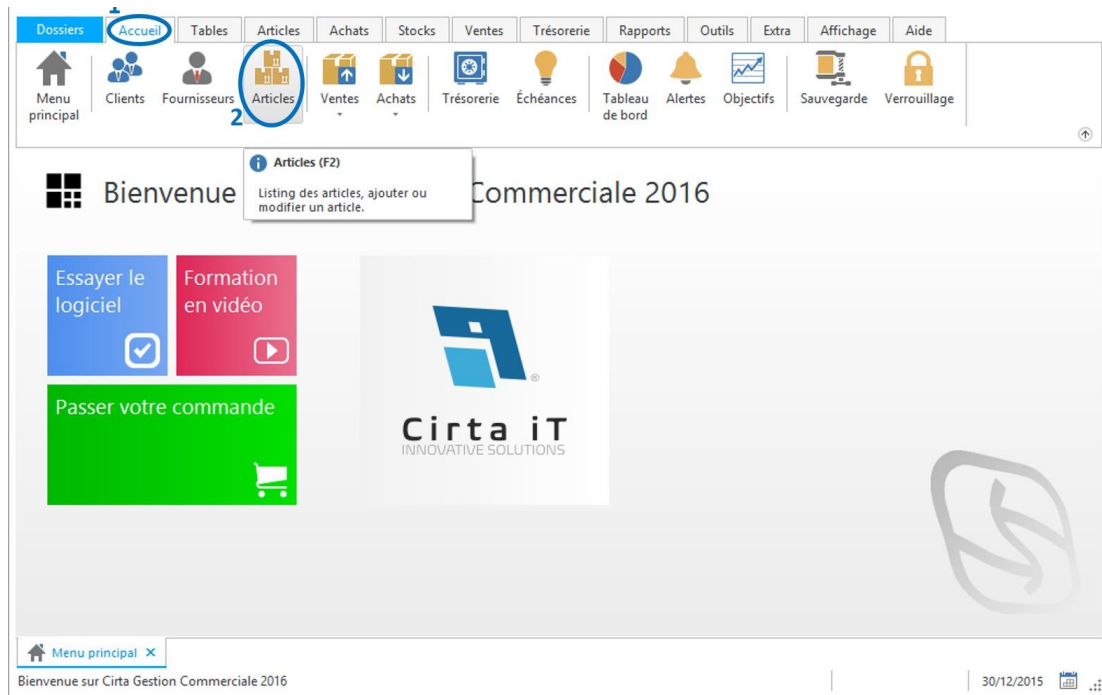 1
Dossiers Accueil Tables Articles Achats Stocks Ventes Trésorerie Rapports Outils Extra Affichage Aide
Menu principal
Clients
Fournisseurs
2
Articles
Ventes
Achats
Trésorerie
Échéances
Tableau de bord
Alertes
Objectifs
Sauvegarde
Verrouillage
Articles (F2)
Listing des articles, ajouter ou
modifier un article.
Bienvenue ommerciale 2016
Essayer le
logiciel
Formation
en vidéo
Passer votre commande
®
Cirta iT
INNOVATIVE SOLUTIONS
Menu principal
Bienvenue sur Cirta Gestion Commerciale 2016
30/12/2015